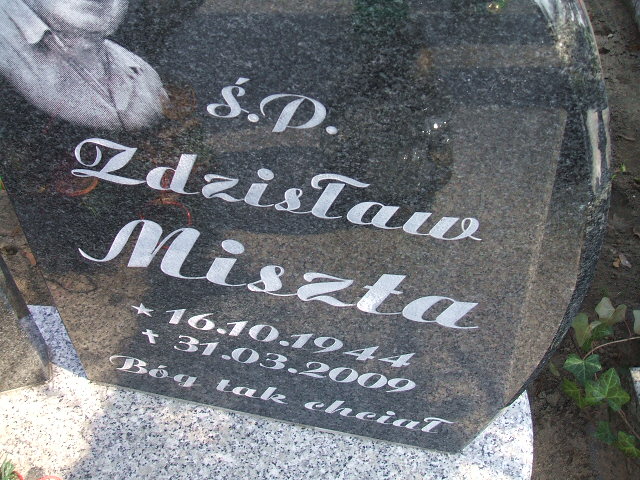 Ś.P.
Zdzisław
Miszta
★ 16.10.1944
✝ 31.03.2009
Bóg tak chciał